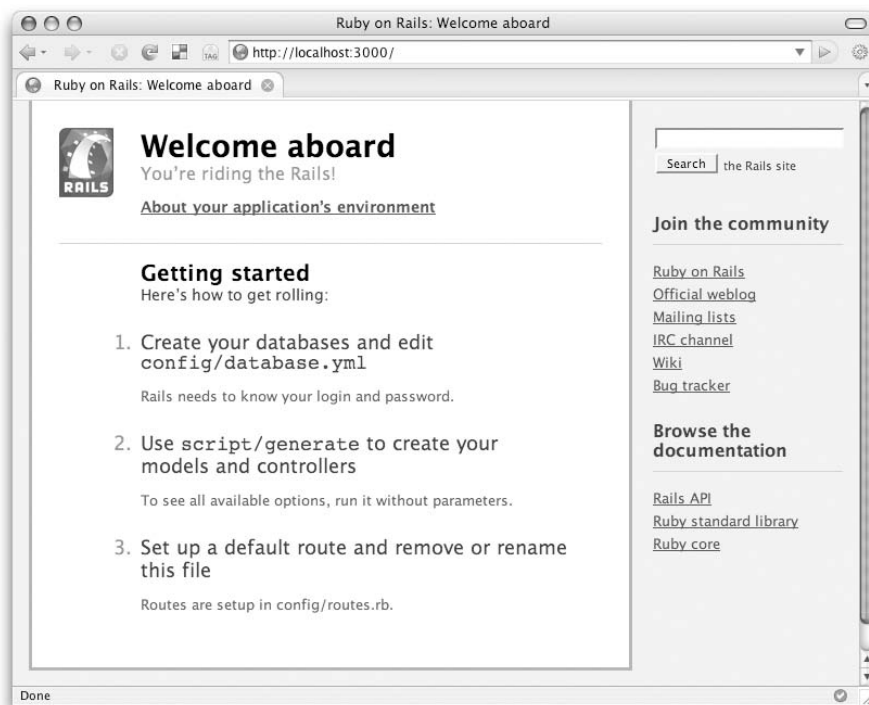 Ruby on Rails: Welcome aboard
TAG
http://localhost:3000/
Ruby on Rails: Welcome aboard
RAILS
Welcome aboard
You're riding the Rails!
About your application's environment
Getting started
Here's how to get rolling:
1. Create your databases and edit
config/database.yml
Rails needs to know your login and password.
2. Use script/generate to create your
models and controllers
To see all available options, run it without parameters.
3. Set up a default route and remove or rename
this file
Routes are setup in config/routes.rb.
Search the Rails site
Join the community
Ruby on Rails
Official weblog
Mailing lists
IRC channel
Wiki
Bug tracker
Browse the
documentation
Rails API
Ruby standard library
Ruby core
Done